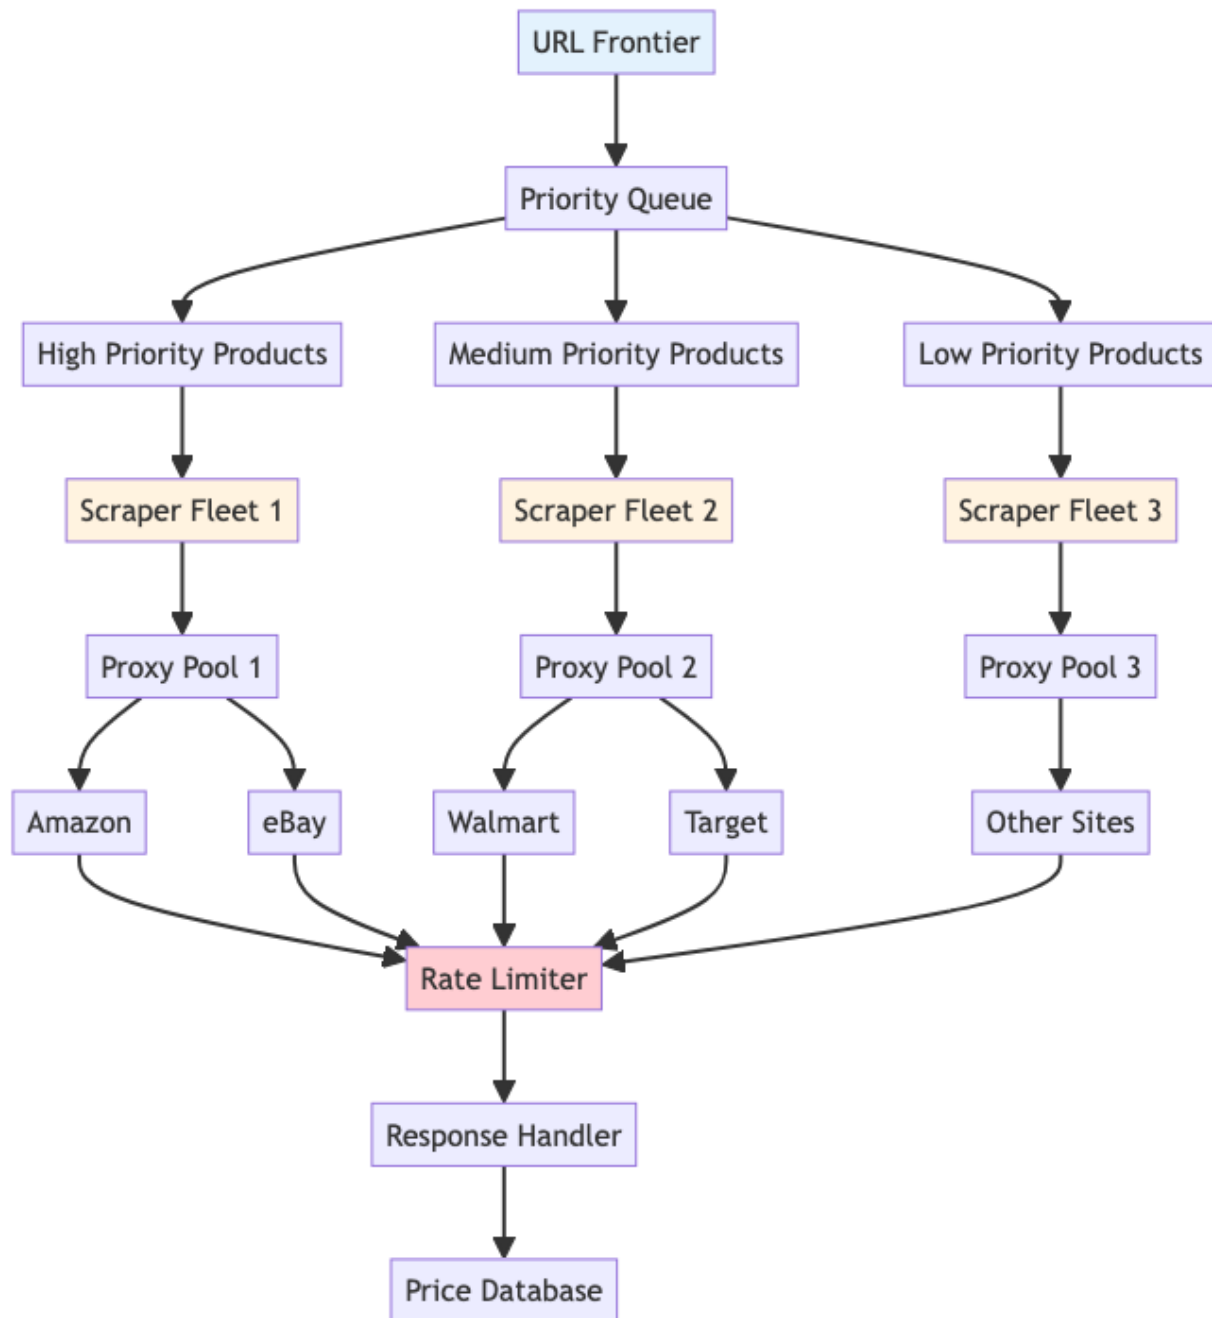 URL Frontier
Priority Queue
High Priority Products
Medium Priority Products
Low Priority Products
Scraper Fleet 1
Scraper Fleet 2
Scraper Fleet 3
Proxy Pool 1
Proxy Pool 2
Proxy Pool 3
Amazon
eBay
Walmart
Target
Other Sites
Rate Limiter
Response Handler
Price Database